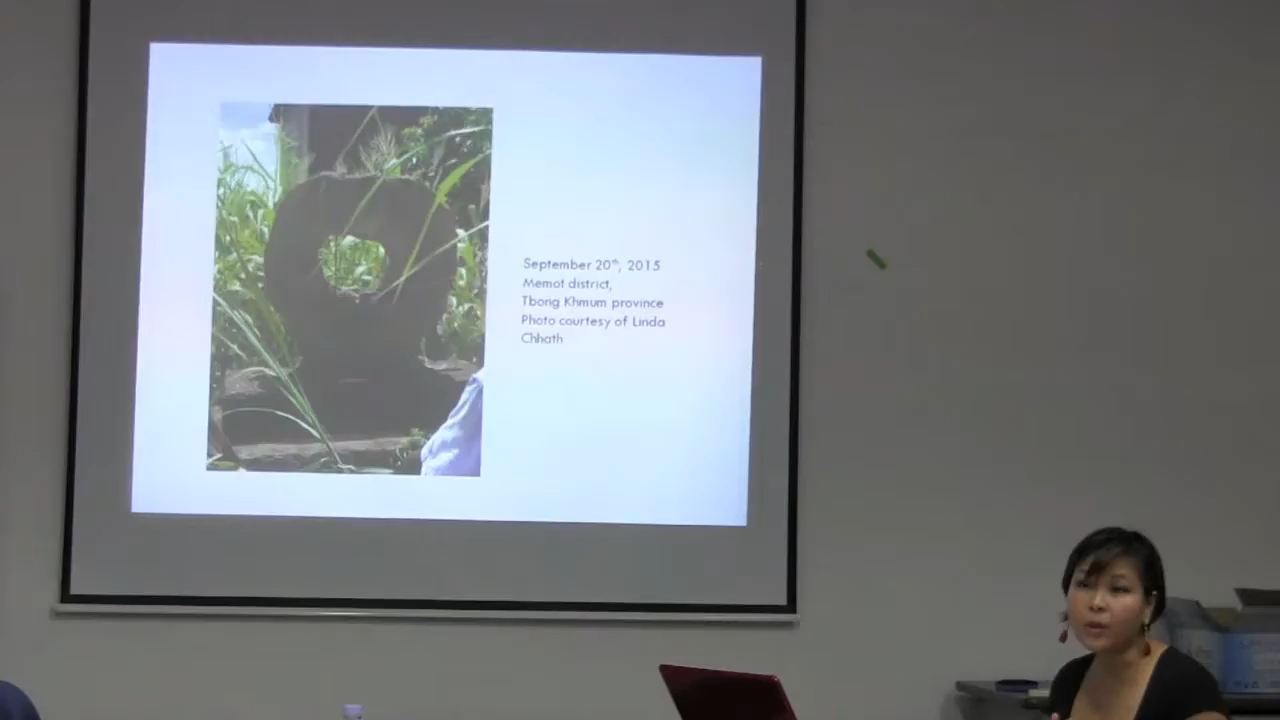 September 20th, 2015
Memot district,
Tbong Khmum province
Photo courtesy of Linda
Chhath